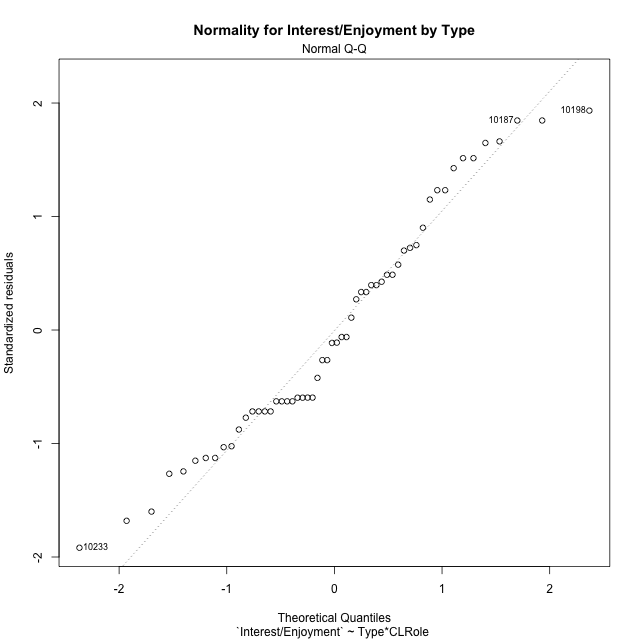 Normality for Interest/Enjoyment by Type
Normal Q-Q
2
1
0
-1
-2
Standardized residuals
10187
10198
10233
-2 -1 0 1 2
Theoretical Quantiles
`Interest/Enjoyment` ~ Type*CLRole